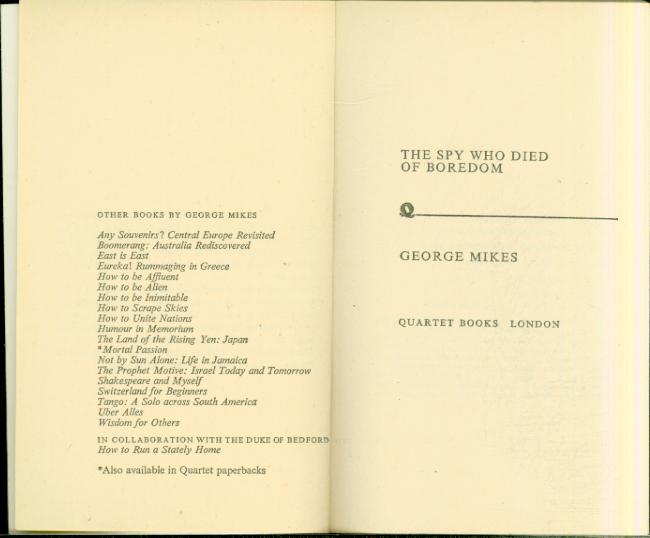 OTHER BOOKS BY GEORGE MIKES
Any Souvenirs? Central Europe Revisited
Boomerang: Australia Rediscovered
East is East
Eureka! Rummaging in Greece
How to be Affluent
How to be Alien
How to be Inimitable
How to Scrape Skies
How to Unite Nations
Humour in Memorium
The Land of the Rising Yen: Japan
*Mortal Passion
Not by Sun Alone: Life in Jamaica
The Prophet Motive: Israel Today and Tomorrow
Shakespeare and Myself
Switzerland for Beginners
Tango: A Solo across South America
Uber Alles
Wisdom for Others
IN COLLABORATION WITH THE DUKE OF BEDFORD
How to Run a Stately Home
*Also available in Quartet paperbacks
THE SPY WHO DIED
OF BOREDOM
Q
GEORGE MIKES
QUARTET BOOKS LONDON